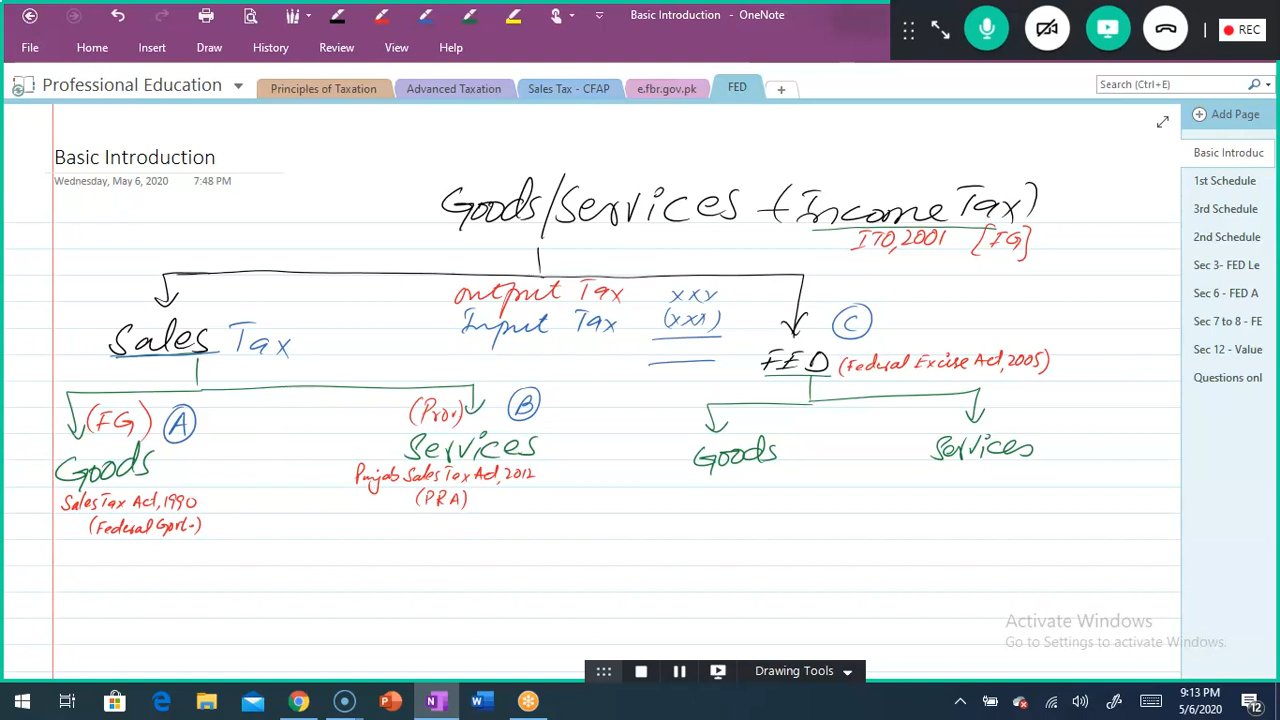 Basic Introduction - OneNote
REC
File Home Insert Draw History Review View Help
Professional Education
Principles of Taxation
Advanced Taxation
Sales Tax - CFAP
e.fbr.gov.pk
FED
Search (Ctrl+E)
Add Page
Basic Introduc
1st Schedule
3rd Schedule
2nd Schedule
Sec 3- FED Le
Sec 6 - FED A
Sec 7 to 8 - FE
Sec 12 - Value
Questions onl
Basic Introduction
Wednesday, May 6, 2020 7:48 PM
Goods/Services + (Income Tax)
ITO, 2001 [FG]
output Tax xxx
Input Tax (xxx)
Sales Tax
C
FED (Federal Excise Act, 2005)
(FG) A
(Pro.) B
Goods
Services
Goods
Services
Sales Tax Act, 1990
(Federal Govt.)
Punjab Sales Tax Act, 2012
(PRA)
Activate Windows
Go to Settings to activate Windows.
Drawing Tools
9:13 PM
5/6/2020
12